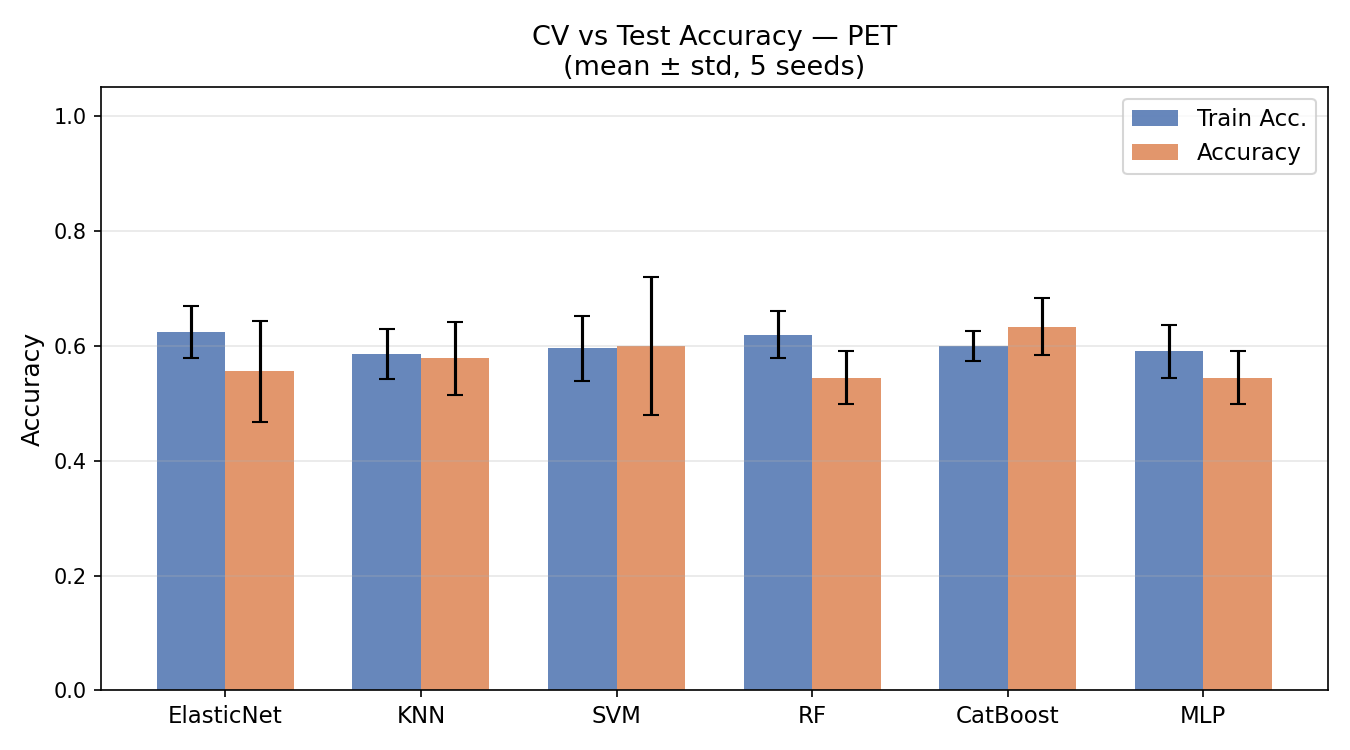 CV vs Test Accuracy — PET
(mean ± std, 5 seeds)
Train Acc.
Accuracy
Accuracy
1.0
0.8
0.6
0.4
0.2
0.0
ElasticNet KNN SVM RF CatBoost MLP